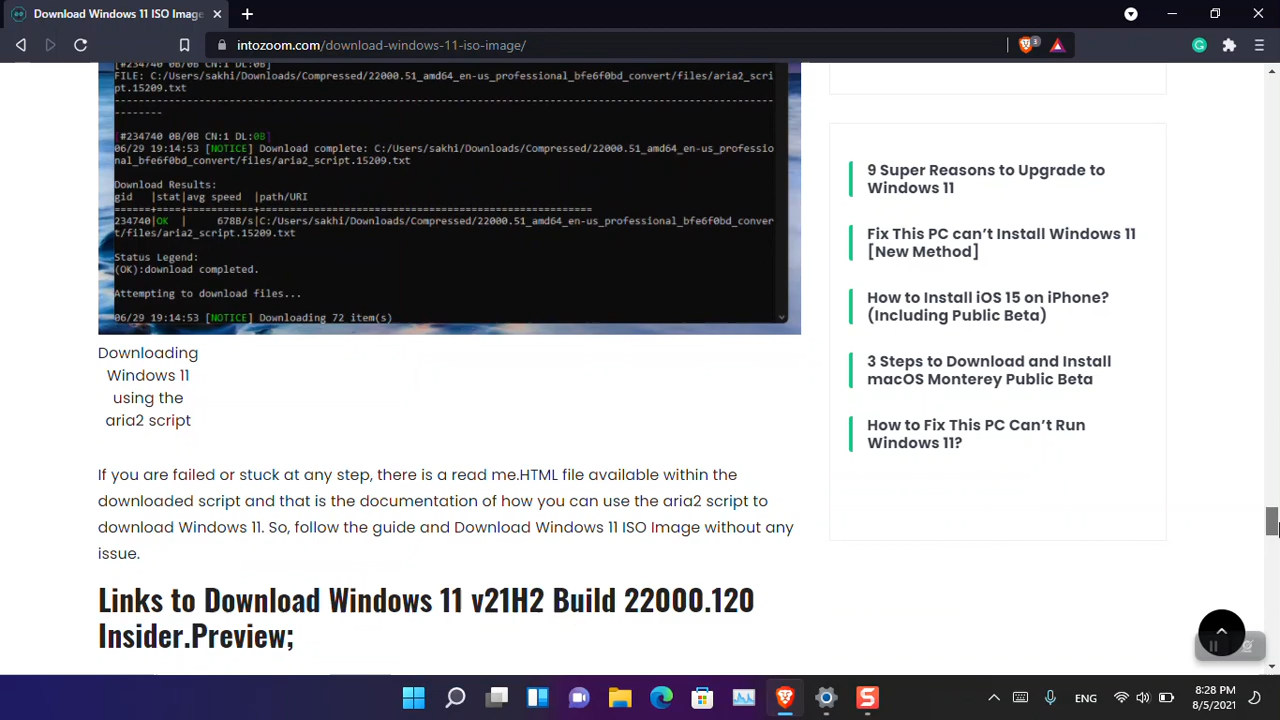 Download Windows 11 ISO Image
intozoom.com/download-windows-11-iso-image/
3
[#234740 0B/0B CN:1 DL:0B]
FILE: C:/Users/sakhi/Downloads/Compressed/22000.51_amd64_en-us_professional_bfe6f0bd_convert/files/aria2_scri
pt.15209.txt
--------
[#234740 0B/0B CN:1 DL:0B]
06/29 19:14:53 [NOTICE] Download complete: C:/Users/sakhi/Downloads/Compressed/22000.51_amd64_en-us_professio
nal_bfe6f0bd_convert/files/aria2_script.15209.txt
Download Results:
gid |stat|avg speed |path/URI
234740|OK | 678B/s|C:/Users/sakhi/Downloads/Compressed/22000.51_amd64_en-us_professional_bfe6f0bd_conver
t/files/aria2_script.15209.txt
Status Legend:
(OK):download completed.
Attempting to download files...
06/29 19:14:53 [NOTICE] Downloading 72 item(s)
Downloading
Windows 11
using the
aria2 script
If you are failed or stuck at any step, there is a read me.HTML file available within the
downloaded script and that is the documentation of how you can use the aria2 script to
download Windows 11. So, follow the guide and Download Windows 11 ISO Image without any
issue.
Links to Download Windows 11 v21H2 Build 22000.120
Insider.Preview;
9 Super Reasons to Upgrade to
Windows 11
Fix This PC can’t Install Windows 11
[New Method]
How to Install iOS 15 on iPhone?
(Including Public Beta)
3 Steps to Download and Install
macOS Monterey Public Beta
How to Fix This PC Can’t Run
Windows 11?
ENG
8:28 PM
8/5/2021